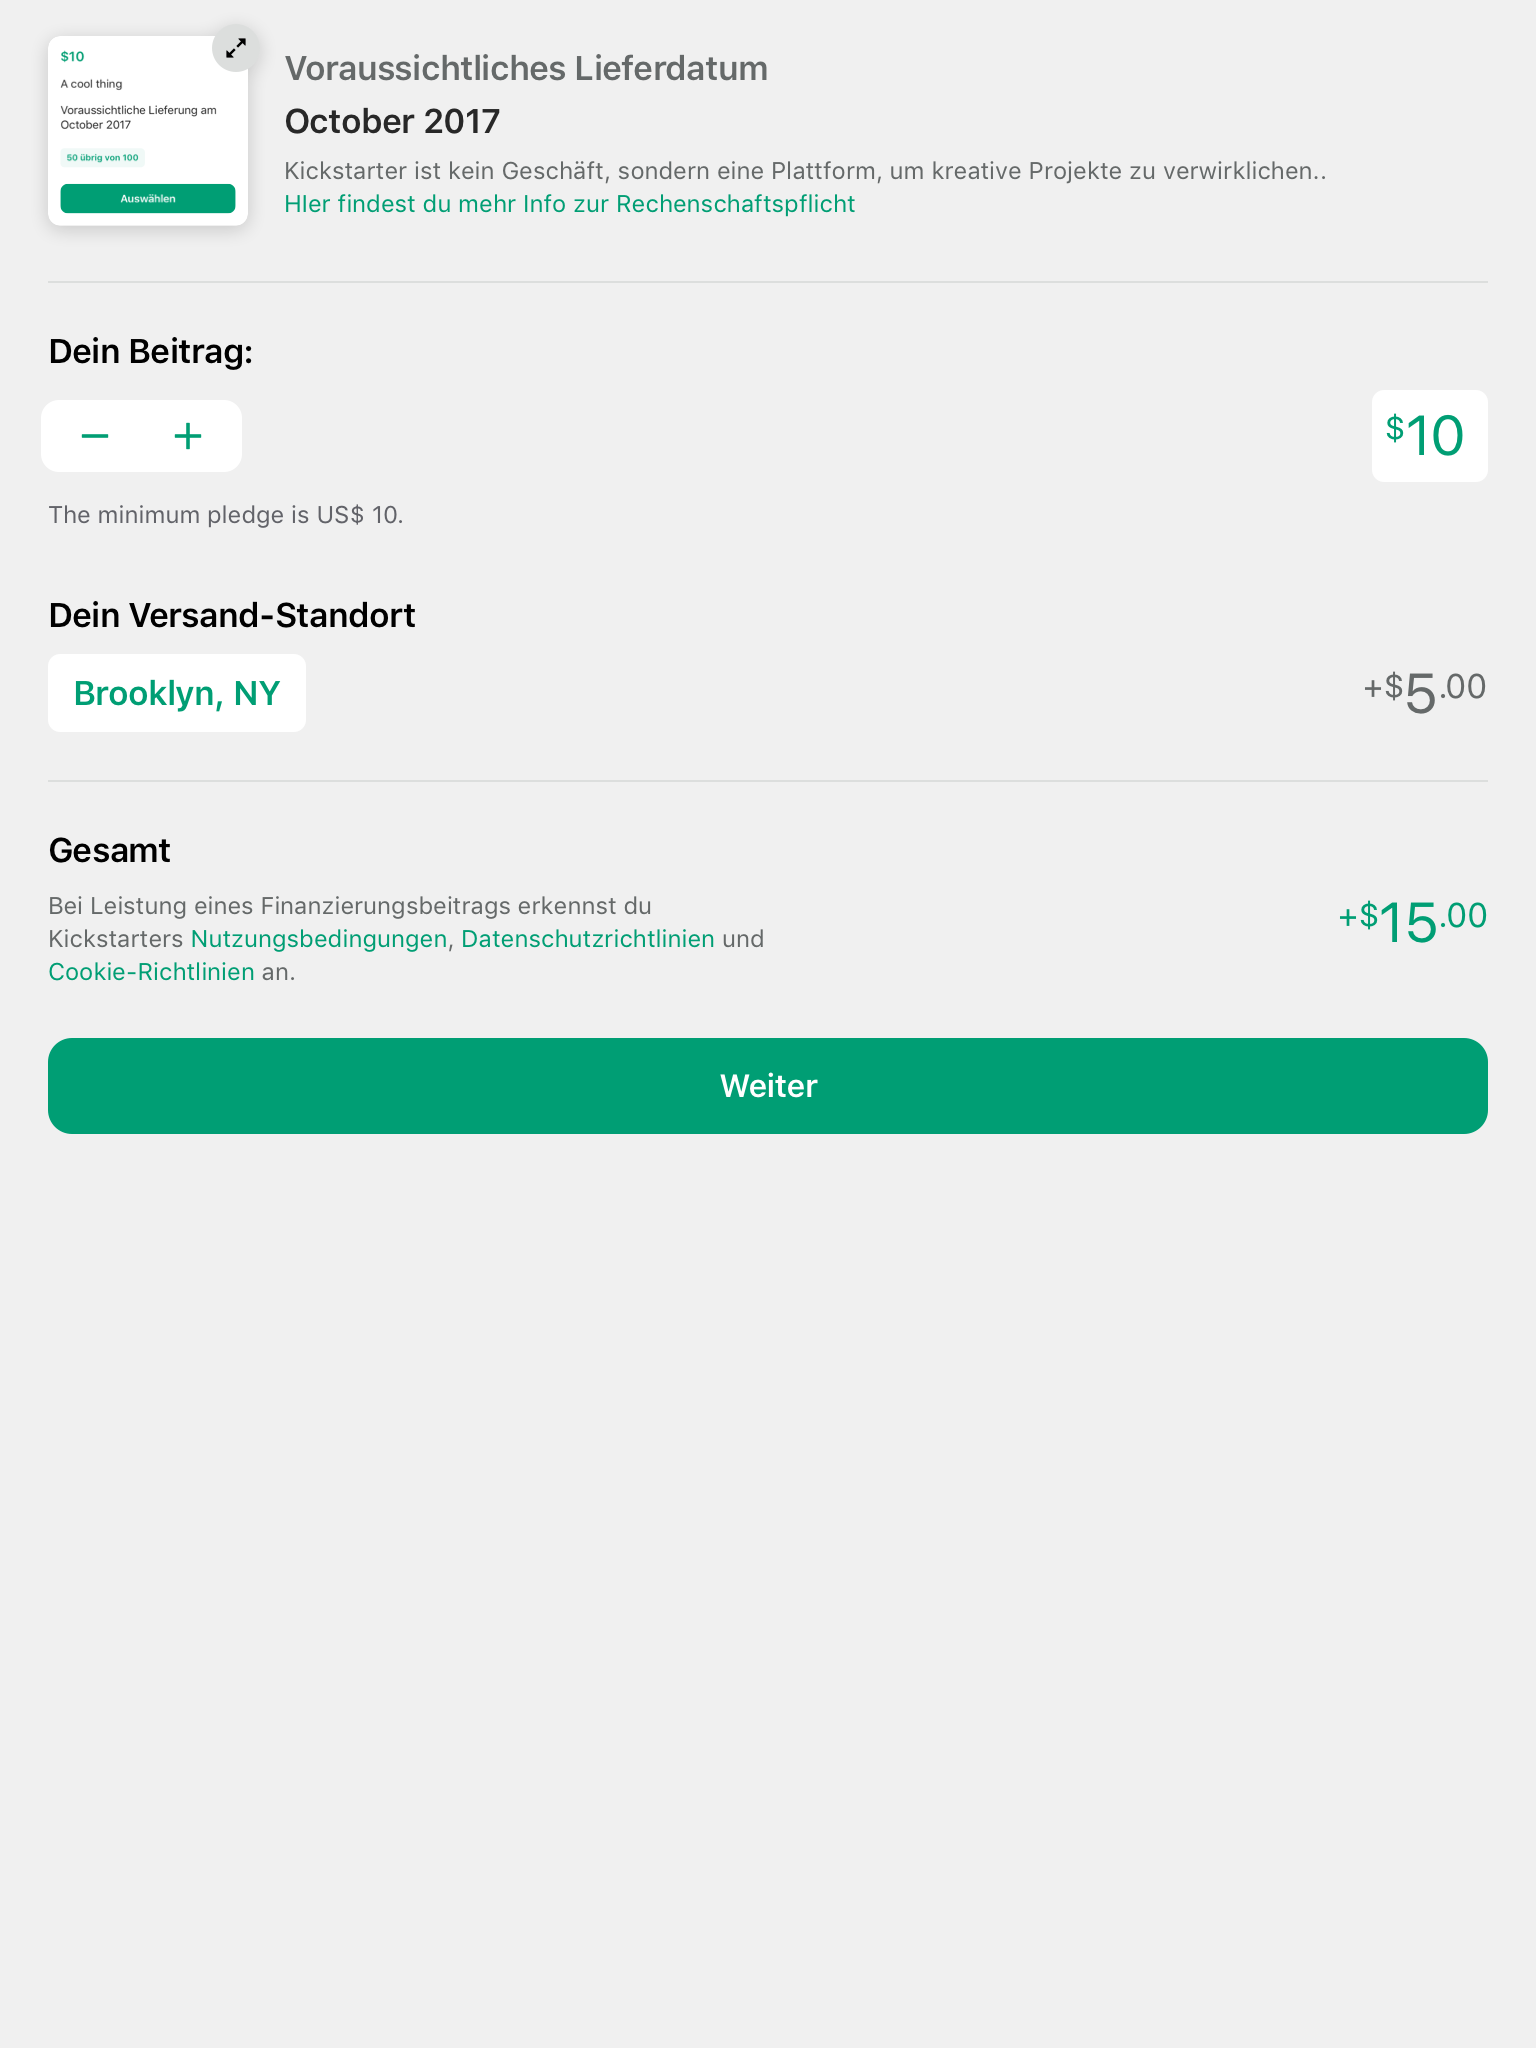 $10
A cool thing
Voraussichtliche Lieferung am
October 2017
50 übrig von 100
Auswählen
Voraussichtliches Lieferdatum
October 2017
Kickstarter ist kein Geschäft, sondern eine Plattform, um kreative Projekte zu verwirklichen..
HIer findest du mehr Info zur Rechenschaftspflicht
Dein Beitrag:
− +
$10
The minimum pledge is US$ 10.
Dein Versand-Standort
Brooklyn, NY
+$5.00
Gesamt
Bei Leistung eines Finanzierungsbeitrags erkennst du
Kickstarters Nutzungsbedingungen, Datenschutzrichtlinien und
Cookie-Richtlinien an.
+$15.00
Weiter